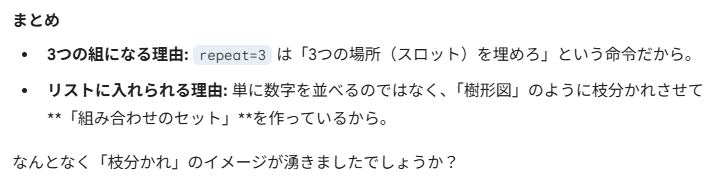 まとめ
• 3つの組になる理由: repeat=3 は「3つの場所（スロット）を埋めろ」という命令だから。
• リストに入れられる理由: 単に数字を並べるのではなく、「樹形図」のように枝分かれさせて
**「組み合わせのセット」**を作っているから。
なんとなく「枝分かれ」のイメージが湧きましたでしょうか？